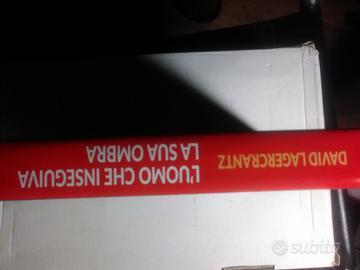 DAVID LAGERCRANTZ
L'UOMO CHE INSEGUIVA
LA SUA OMBRA
subito